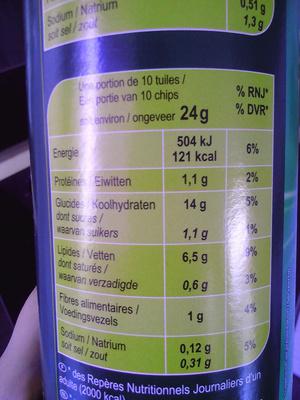 Sodium / Natrium 0,51 g
soit sel / zout 1,3 g
Une portion de 10 tuiles /
Een portie van 10 chips
soit environ / ongeveer 24g
% RNJ*
% DVR*
Energie 504 kJ
121 kcal 6%
Protéines / Eiwitten 1,1 g 2%
Glucides / Koolhydraten 14 g 5%
dont sucres /
waarvan suikers 1,1 g 1%
Lipides / Vetten 6,5 g 9%
dont saturés /
waarvan verzadigde 0,6 g 3%
Fibres alimentaires /
Voedingsvezels 1 g 4%
Sodium / Natrium 0,12 g 5%
soit sel / zout 0,31 g
* des Repères Nutritionnels Journaliers d'un
adulte (2000 kcal)